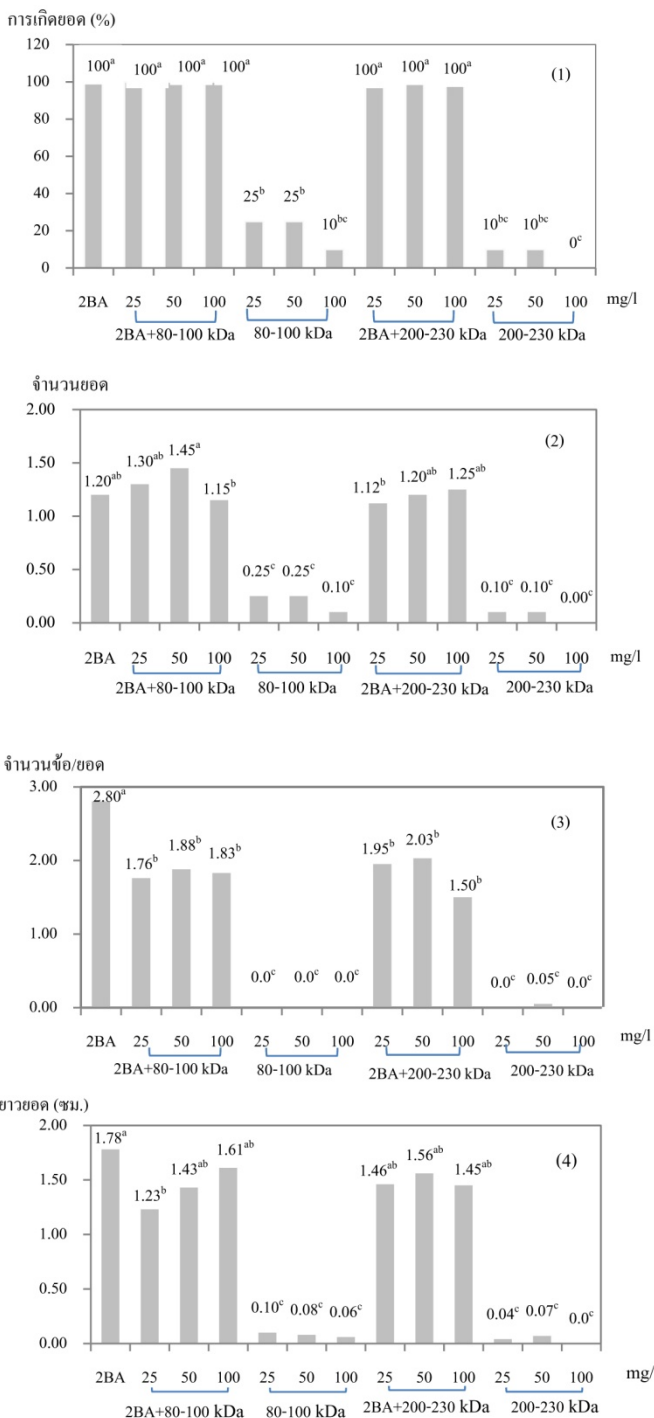 การเกิดยอด (%)
120
100ᵃ 100ᵃ 100ᵃ 100ᵃ 100ᵃ 100ᵃ 100ᵃ (1)
100
80
60
40
25ᵇ 25ᵇ
20
10ᵇᶜ 10ᵇᶜ 10ᵇᶜ 0ᶜ
0
2BA 25 50 100 25 50 100 25 50 100 25 50 100 mg/l
2BA+80-100 kDa 80-100 kDa 2BA+200-230 kDa 200-230 kDa
จำนวนยอด
2.00
(2)
1.50
1.20ᵃᵇ 1.30ᵃᵇ 1.45ᵃ 1.15ᵇ 1.12ᵇ 1.20ᵃᵇ 1.25ᵃᵇ
1.00
0.50
0.25ᶜ 0.25ᶜ 0.10ᶜ 0.10ᶜ 0.10ᶜ 0.00ᶜ
0.00
2BA 25 50 100 25 50 100 25 50 100 25 50 100 mg/l
2BA+80-100 kDa 80-100 kDa 2BA+200-230 kDa 200-230 kDa
จำนวนข้อ/ยอด
3.00
2.80ᵃ (3)
2.00
1.76ᵇ 1.88ᵇ 1.83ᵇ 1.95ᵇ 2.03ᵇ 1.50ᵇ
1.00
0.0ᶜ 0.0ᶜ 0.0ᶜ 0.0ᶜ 0.05ᶜ 0.0ᶜ
0.00
2BA 25 50 100 25 50 100 25 50 100 25 50 100 mg/l
2BA+80-100 kDa 80-100 kDa 2BA+200-230 kDa 200-230 kDa
ยาวยอด (ซม.)
2.00
1.78ᵃ (4)
1.50
1.23ᵇ 1.43ᵃᵇ 1.61ᵃᵇ 1.46ᵃᵇ 1.56ᵃᵇ 1.45ᵃᵇ
1.00
0.50
0.10ᶜ 0.08ᶜ 0.06ᶜ 0.04ᶜ 0.07ᶜ 0.0ᶜ
0.00
2BA 25 50 100 25 50 100 25 50 100 25 50 100 mg/
2BA+80-100 kDa 80-100 kDa 2BA+200-230 kDa 200-230 kDa